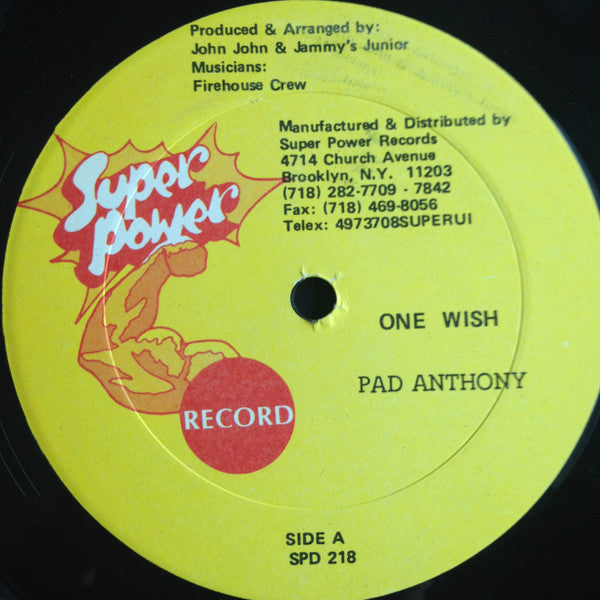 Produced & Arranged by:
John John & Jammy's Junior
Musicians:
Firehouse Crew
Manufactured & Distributed by
Super Power Records
4714 Church Avenue
Brooklyn, N.Y. 11203
(718) 282-7709 - 7842
Fax: (718) 469-8056
Telex: 4973708SUPERUI
Super
Power
RECORD
ONE WISH
PAD ANTHONY
SIDE A
SPD 218